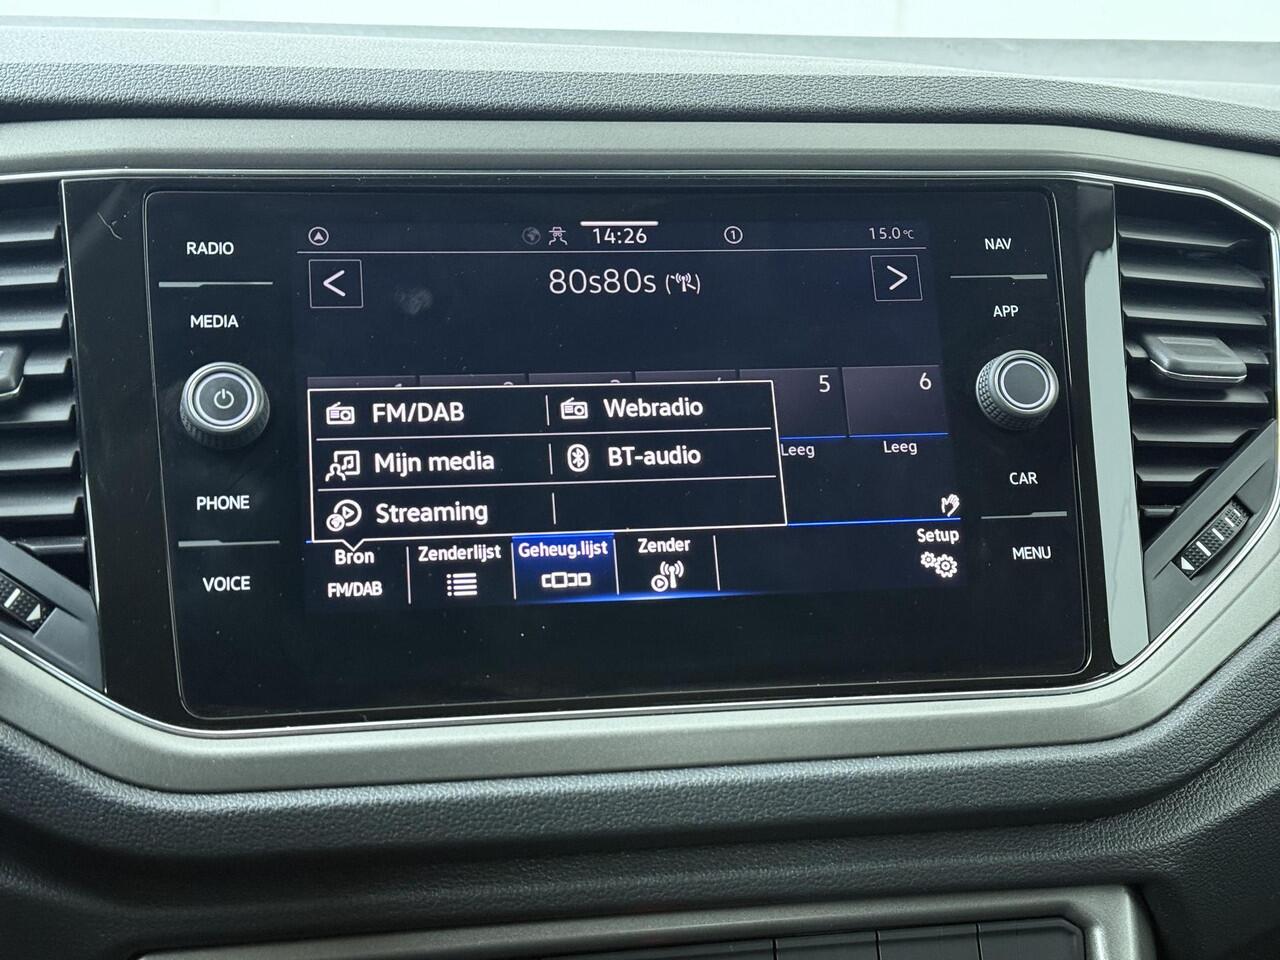 RADIO
MEDIA
PHONE
VOICE
14:26
1
15.0°C
<
80s80s
>
5
6
Leeg
Leeg
FM/DAB
Webradio
Mijn media
BT-audio
Streaming
Bron
FM/DAB
Zenderlijst
Geheug.lijst
Zender
Setup
NAV
APP
CAR
MENU